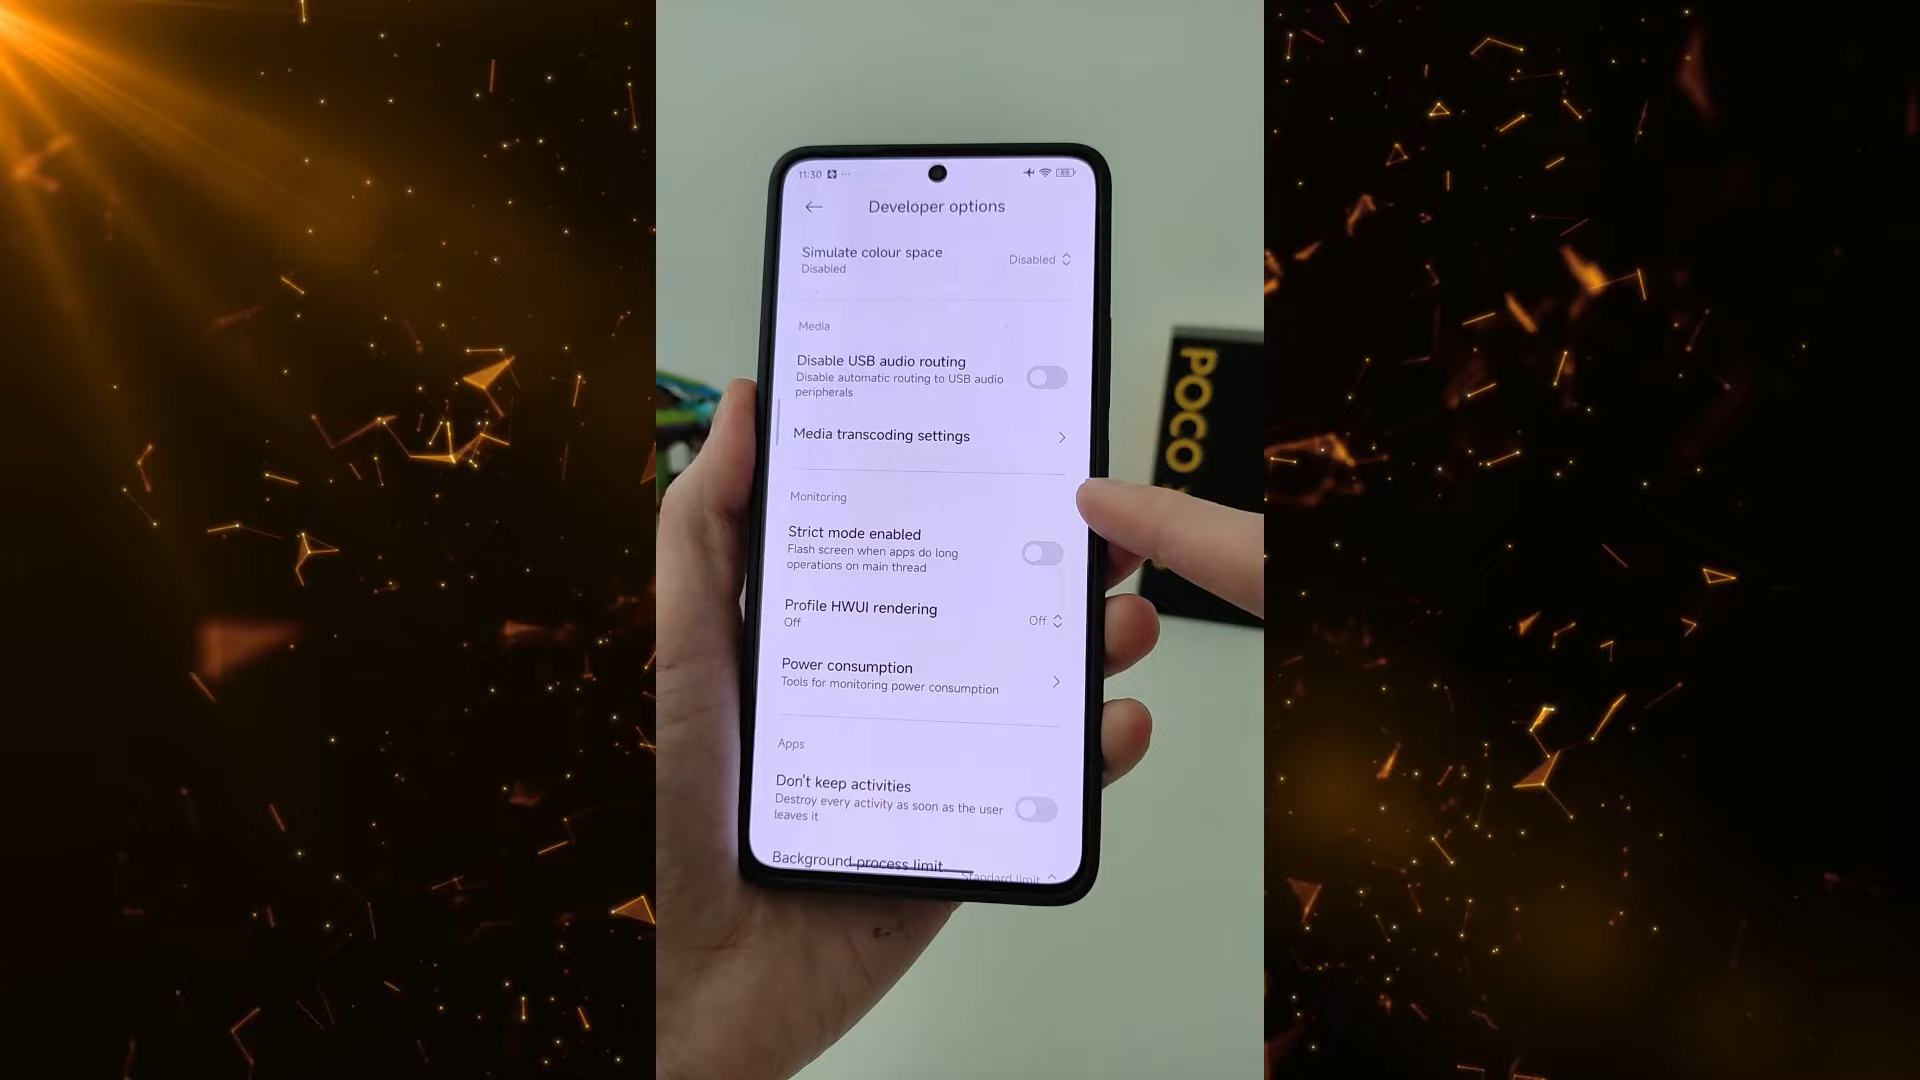 11:30
Developer options
Simulate colour space
Disabled
Disabled
Media
Disable USB audio routing
Disable automatic routing to USB audio
peripherals
Media transcoding settings
Monitoring
Strict mode enabled
Flash screen when apps do long
operations on main thread
Profile HWUI rendering
Off
Off
Power consumption
Tools for monitoring power consumption
Apps
Don't keep activities
Destroy every activity as soon as the user
leaves it
Background process limit
Standard limit
POCO